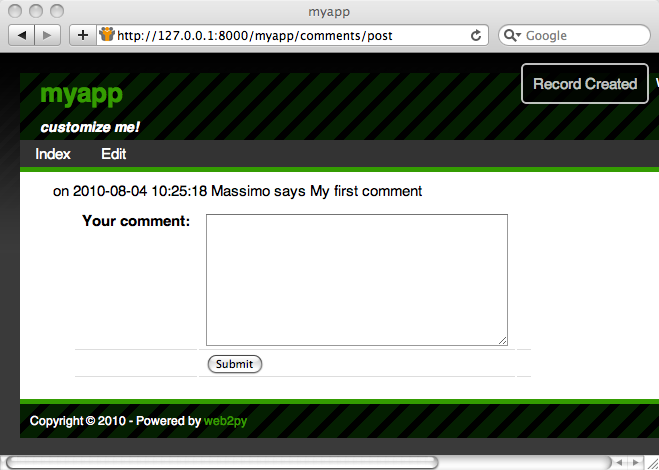 myapp
http://127.0.0.1:8000/myapp/comments/post
Google
Record Created
myapp
customize me!
Index Edit
on 2010-08-04 10:25:18 Massimo says My first comment
Your comment:
Submit
Copyright © 2010 - Powered by web2py